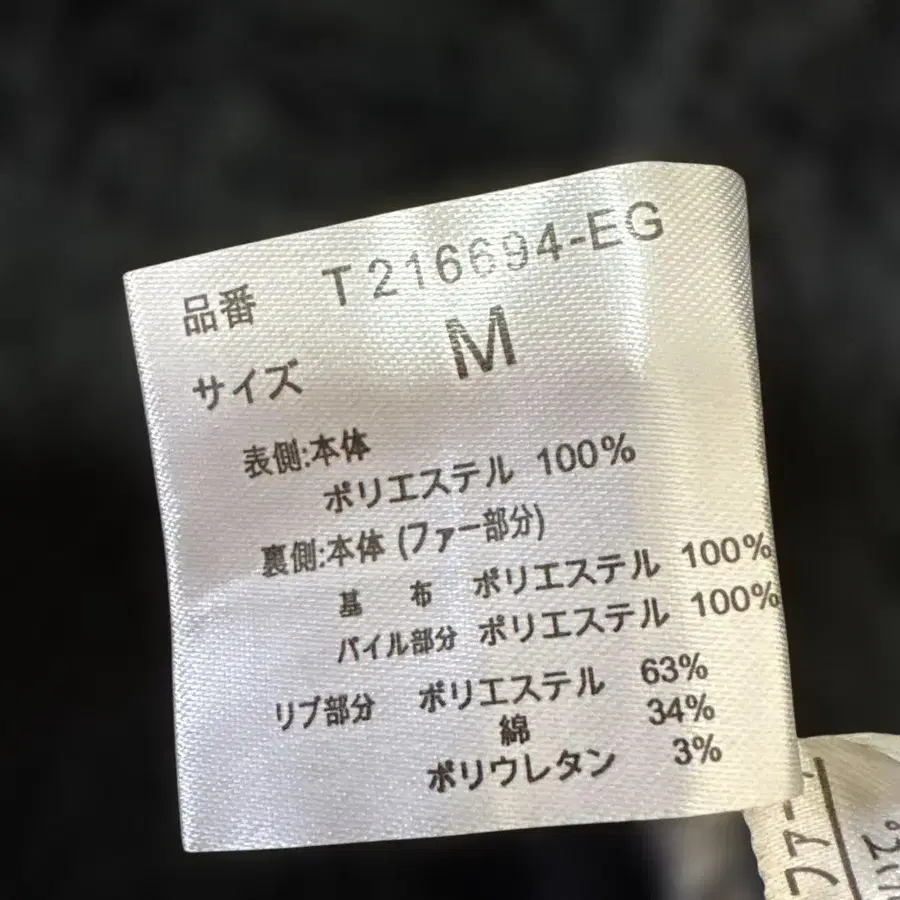 品番 T216694-EG
サイズ M
表側:本体
ポリエステル 100%
裏側:本体 (ファー部分)
基 布 ポリエステル 100%
パイル部分 ポリエステル 100%
リブ部分 ポリエステル 63%
綿 34%
ポリウレタン 3%
ファー